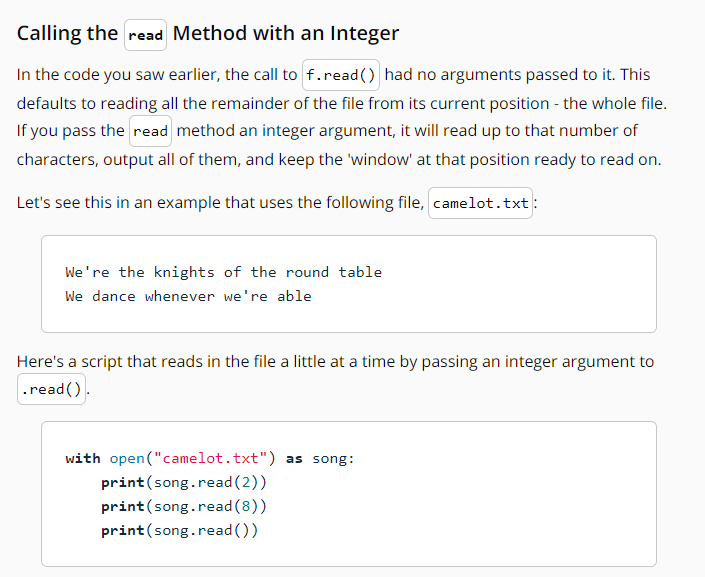 Calling the read Method with an Integer
In the code you saw earlier, the call to f.read() had no arguments passed to it. This
defaults to reading all the remainder of the file from its current position - the whole file.
If you pass the read method an integer argument, it will read up to that number of
characters, output all of them, and keep the 'window' at that position ready to read on.
Let's see this in an example that uses the following file, camelot.txt:
We're the knights of the round table
We dance whenever we're able
Here's a script that reads in the file a little at a time by passing an integer argument to
.read().
with open("camelot.txt") as song:
    print(song.read(2))
    print(song.read(8))
    print(song.read())